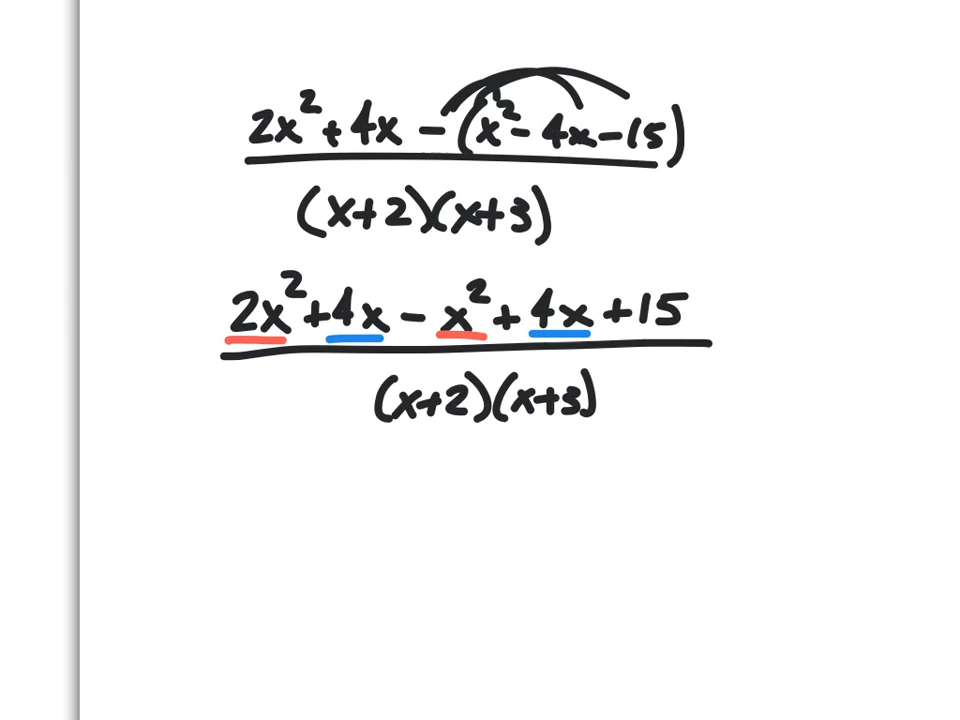 2x² + 4x - (x² - 4x - 15)
(x+2)(x+3)
2x² + 4x - x² + 4x + 15
(x+2)(x+3)